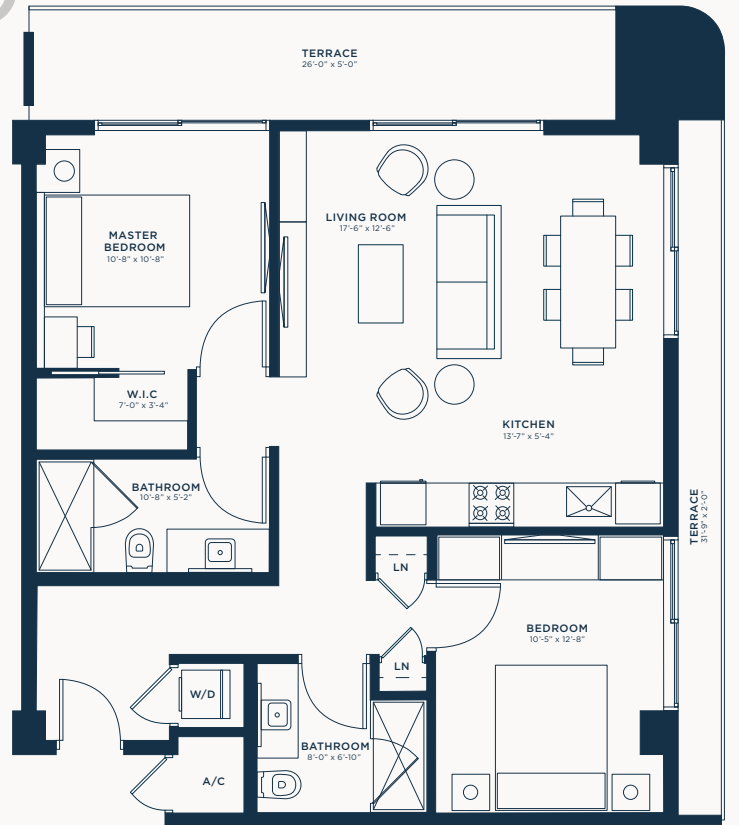 TERRACE
26'-0" x 5'-0"
LIVING ROOM
17'-6" x 12'-6"
MASTER
BEDROOM
10'-8" x 10'-8"
W.I.C
7'-0" x 3'-4"
KITCHEN
13'-7" x 5'-4"
BATHROOM
10'-8" x 5'-2"
TERRACE
31'-9" x 2'-0"
LN
BEDROOM
10'-5" x 12'-8"
LN
W/D
BATHROOM
8'-0" x 6'-10"
A/C